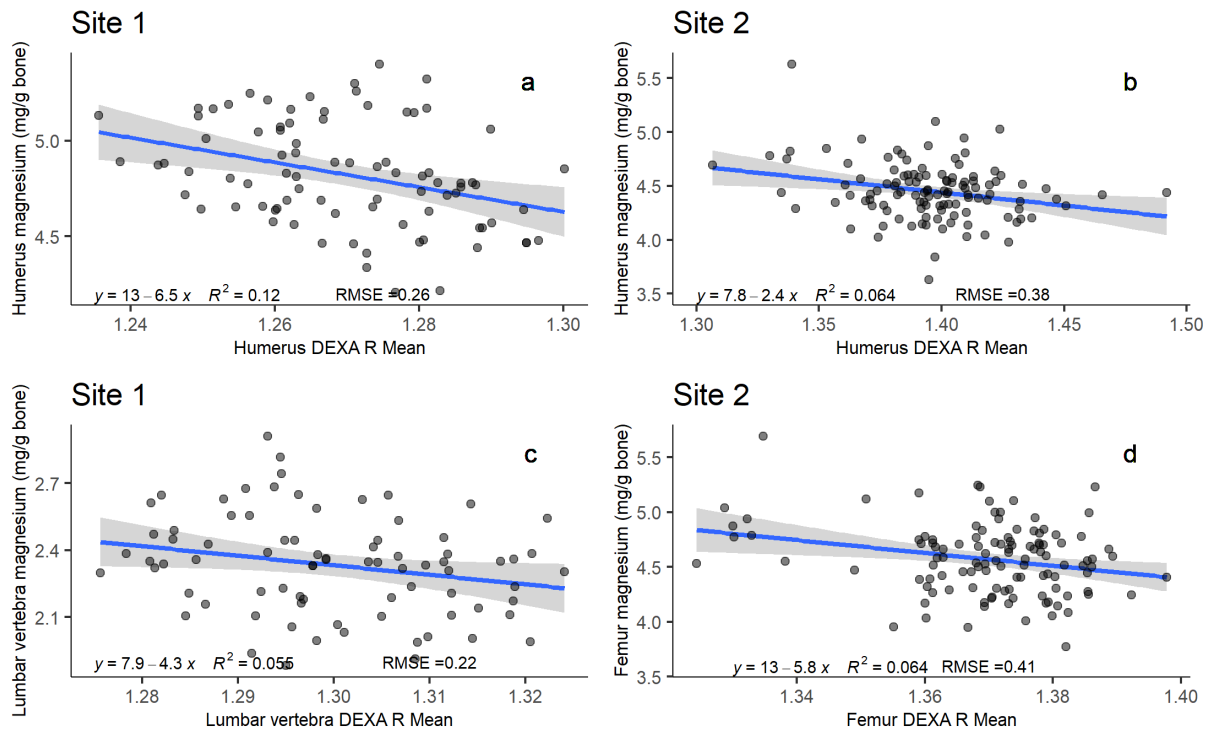 Site 1
Humerus magnesium (mg/g bone)
5.0
4.5
a
y = 13 − 6.5 x R² = 0.12 RMSE =0.26
1.24 1.26 1.28 1.30
Humerus DEXA R Mean
Site 2
Humerus magnesium (mg/g bone)
5.5
5.0
4.5
4.0
3.5
b
y = 7.8 − 2.4 x R² = 0.064 RMSE =0.38
1.30 1.35 1.40 1.45 1.50
Humerus DEXA R Mean
Site 1
Lumbar vertebra magnesium (mg/g bone)
2.7
2.4
2.1
c
y = 7.9 − 4.3 x R² = 0.055 RMSE =0.22
1.28 1.29 1.30 1.31 1.32
Lumbar vertebra DEXA R Mean
Site 2
Femur magnesium (mg/g bone)
5.5
5.0
4.5
4.0
3.5
d
y = 13 − 5.8 x R² = 0.064 RMSE =0.41
1.34 1.36 1.38 1.40
Femur DEXA R Mean